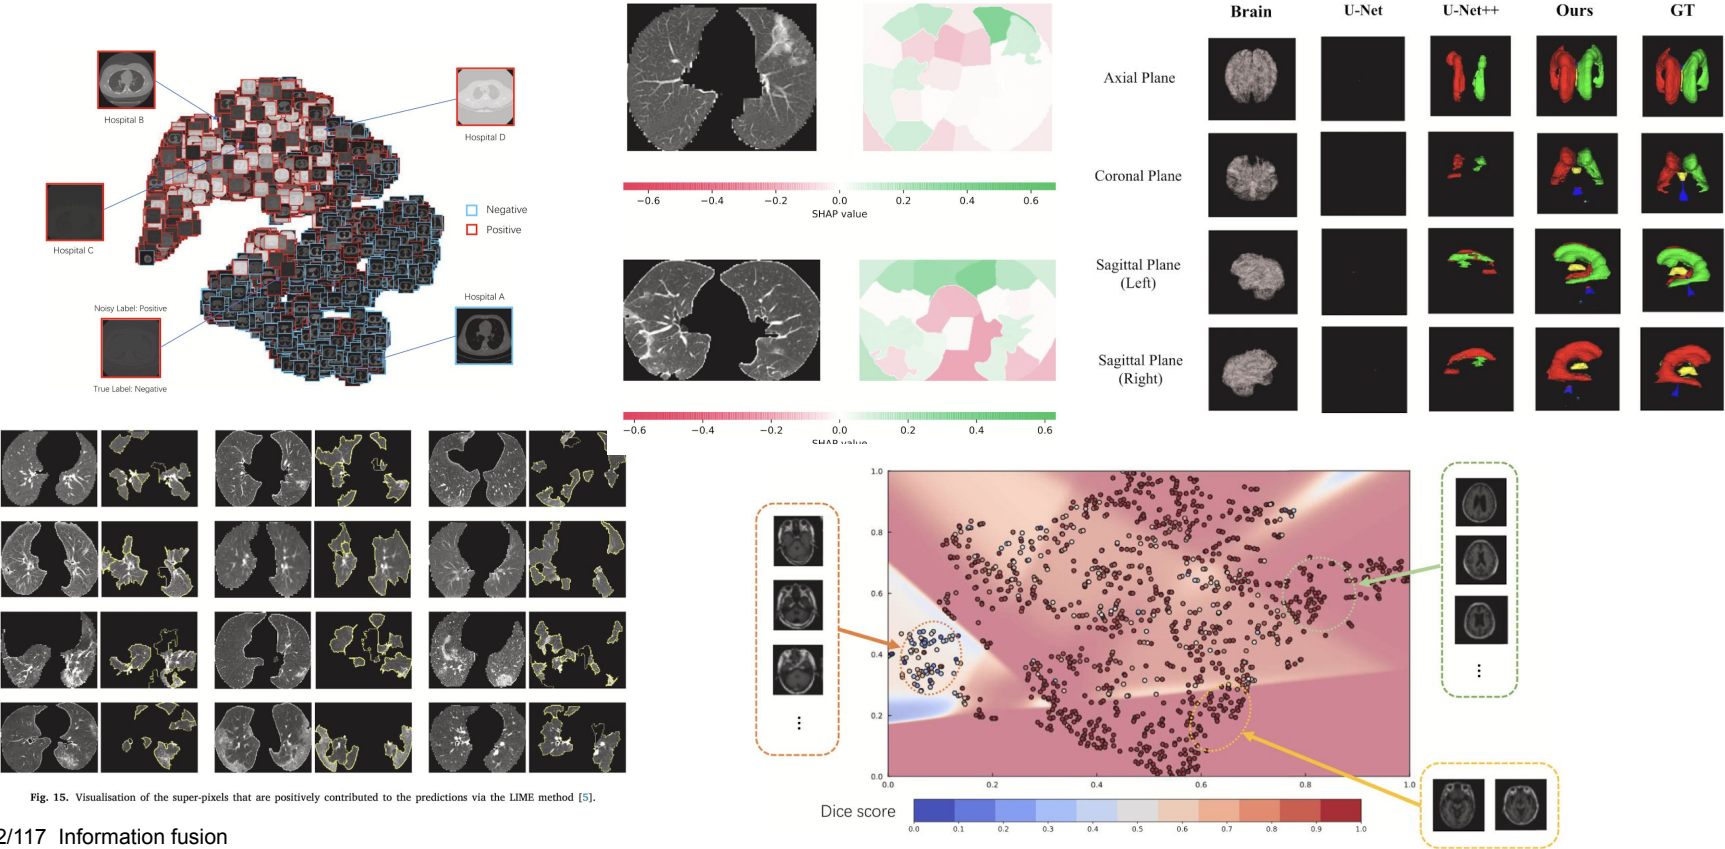 Hospital B
Hospital D
Hospital C
Negative
Positive
Noisy Label: Positive
Hospital A
True Label: Negative
−0.6 −0.4 −0.2 0.0 0.2 0.4 0.6
SHAP value
−0.6 −0.4 −0.2 0.0 0.2 0.4 0.6
SHAP value
Brain U-Net U-Net++ Ours GT
Axial Plane
Coronal Plane
Sagittal Plane
(Left)
Sagittal Plane
(Right)
Fig. 15. Visualisation of the super-pixels that are positively contributed to the predictions via the LIME method [5].
2/117 Information fusion
1.0
0.8
0.6
0.4
0.2
0.0
0.0 0.2 0.4 0.6 0.8 1.0
...
...
Dice score
0.0 0.1 0.2 0.3 0.4 0.5 0.6 0.7 0.8 0.9 1.0